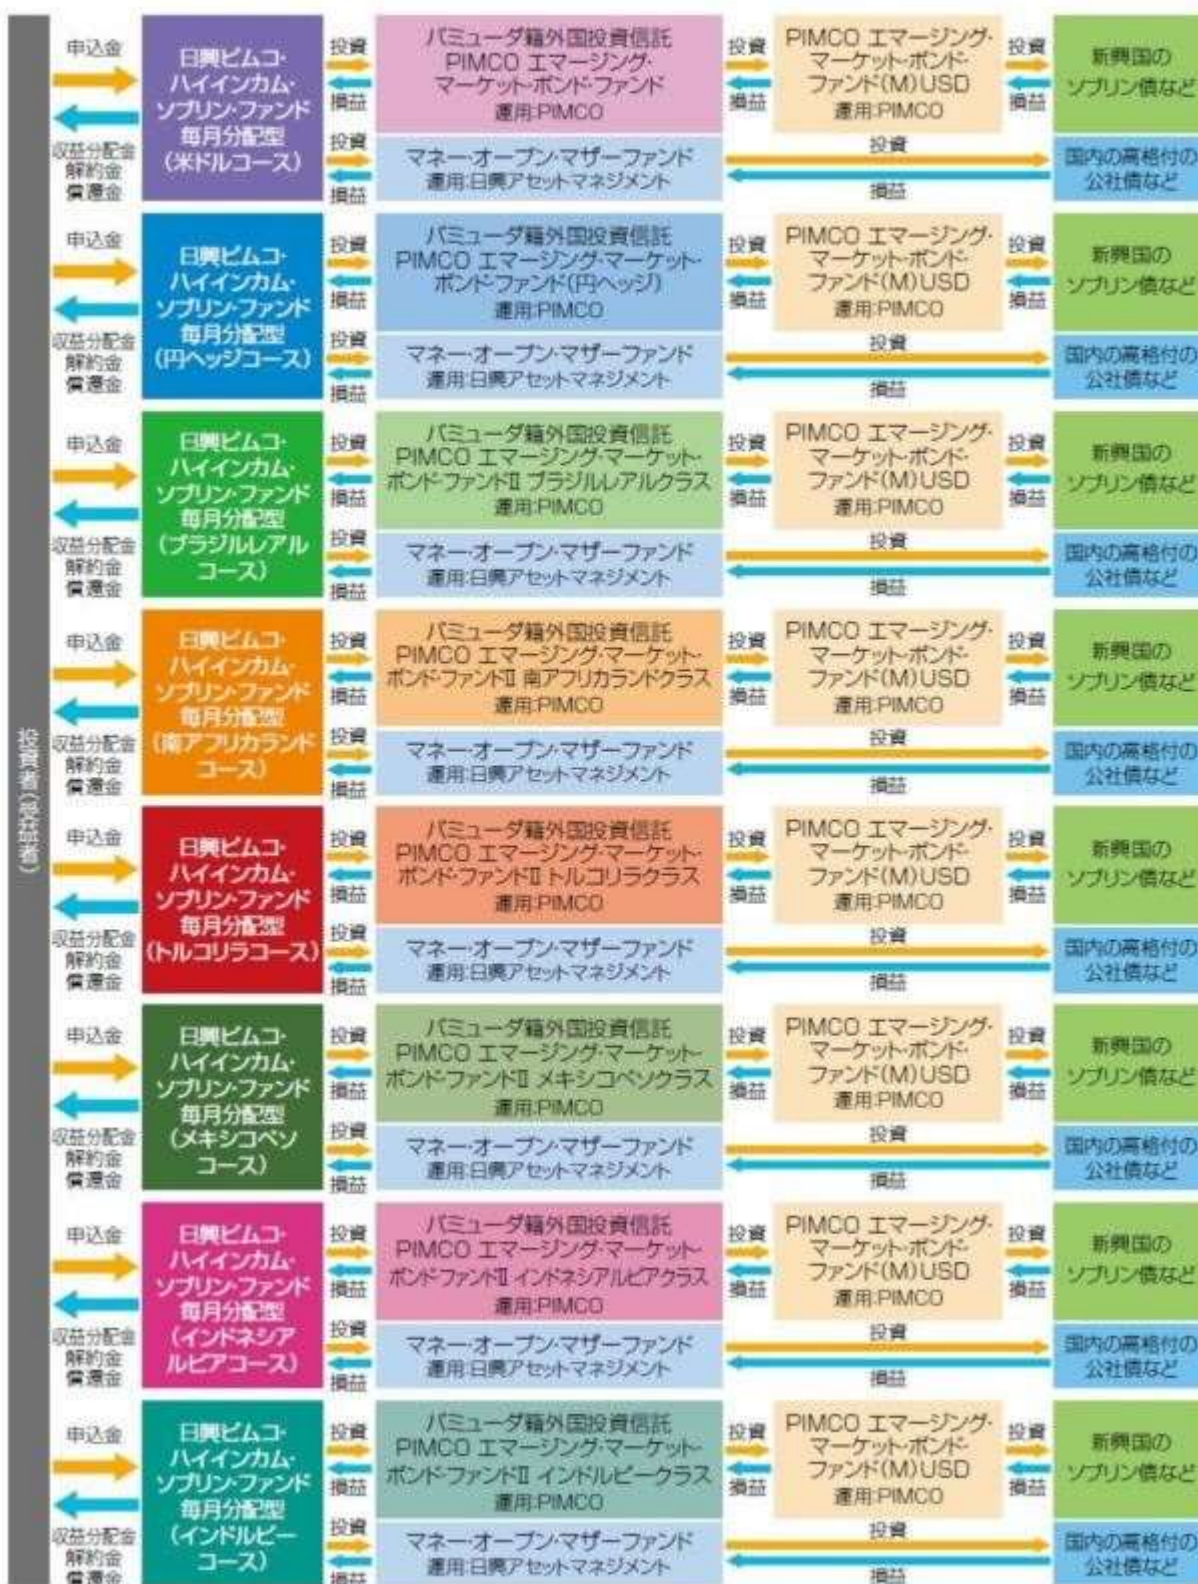 投資者(受益者)
申込金
収益分配金
解約金
償還金
日興ピムコ・
ハイインカム・
ソブリン・ファンド
毎月分配型
(米ドルコース)
投資
損益
投資
損益
バミューダ籍外国投資信託
PIMCO エマージング・
マーケット・ボンド・ファンド
運用:PIMCO
マネー・オープン・マザーファンド
運用:日興アセットマネジメント
投資
損益
PIMCO エマージング・
マーケット・ボンド・
ファンド(M)USD
運用:PIMCO
投資
損益
投資
損益
新興国の
ソブリン債など
国内の高格付の
公社債など
申込金
収益分配金
解約金
償還金
日興ピムコ・
ハイインカム・
ソブリン・ファンド
毎月分配型
(円ヘッジコース)
投資
損益
投資
損益
バミューダ籍外国投資信託
PIMCO エマージング・マーケット・
ボンド・ファンド(円ヘッジ)
運用:PIMCO
マネー・オープン・マザーファンド
運用:日興アセットマネジメント
投資
損益
PIMCO エマージング・
マーケット・ボンド・
ファンド(M)USD
運用:PIMCO
投資
損益
投資
損益
新興国の
ソブリン債など
国内の高格付の
公社債など
申込金
収益分配金
解約金
償還金
日興ピムコ・
ハイインカム・
ソブリン・ファンド
毎月分配型
(ブラジルレアル
コース)
投資
損益
投資
損益
バミューダ籍外国投資信託
PIMCO エマージング・マーケット・
ボンド・ファンドⅡ ブラジルレアルクラス
運用:PIMCO
マネー・オープン・マザーファンド
運用:日興アセットマネジメント
投資
損益
PIMCO エマージング・
マーケット・ボンド・
ファンド(M)USD
運用:PIMCO
投資
損益
投資
損益
新興国の
ソブリン債など
国内の高格付の
公社債など
申込金
収益分配金
解約金
償還金
日興ピムコ・
ハイインカム・
ソブリン・ファンド
毎月分配型
(南アフリカランド
コース)
投資
損益
投資
損益
バミューダ籍外国投資信託
PIMCO エマージング・マーケット・
ボンド・ファンドⅡ 南アフリカランドクラス
運用:PIMCO
マネー・オープン・マザーファンド
運用:日興アセットマネジメント
投資
損益
PIMCO エマージング・
マーケット・ボンド・
ファンド(M)USD
運用:PIMCO
投資
損益
投資
損益
新興国の
ソブリン債など
国内の高格付の
公社債など
申込金
収益分配金
解約金
償還金
日興ピムコ・
ハイインカム・
ソブリン・ファンド
毎月分配型
(トルコリラコース)
投資
損益
投資
損益
バミューダ籍外国投資信託
PIMCO エマージング・マーケット・
ボンド・ファンドⅡ トルコリラクラス
運用:PIMCO
マネー・オープン・マザーファンド
運用:日興アセットマネジメント
投資
損益
PIMCO エマージング・
マーケット・ボンド・
ファンド(M)USD
運用:PIMCO
投資
損益
投資
損益
新興国の
ソブリン債など
国内の高格付の
公社債など
申込金
収益分配金
解約金
償還金
日興ピムコ・
ハイインカム・
ソブリン・ファンド
毎月分配型
(メキシコペソ
コース)
投資
損益
投資
損益
バミューダ籍外国投資信託
PIMCO エマージング・マーケット・
ボンド・ファンドⅡ メキシコペソクラス
運用:PIMCO
マネー・オープン・マザーファンド
運用:日興アセットマネジメント
投資
損益
PIMCO エマージング・
マーケット・ボンド・
ファンド(M)USD
運用:PIMCO
投資
損益
投資
損益
新興国の
ソブリン債など
国内の高格付の
公社債など
申込金
収益分配金
解約金
償還金
日興ピムコ・
ハイインカム・
ソブリン・ファンド
毎月分配型
(インドネシア
ルピアコース)
投資
損益
投資
損益
バミューダ籍外国投資信託
PIMCO エマージング・マーケット・
ボンド・ファンドⅡ インドネシアルピアクラス
運用:PIMCO
マネー・オープン・マザーファンド
運用:日興アセットマネジメント
投資
損益
PIMCO エマージング・
マーケット・ボンド・
ファンド(M)USD
運用:PIMCO
投資
損益
投資
損益
新興国の
ソブリン債など
国内の高格付の
公社債など
申込金
収益分配金
解約金
償還金
日興ピムコ・
ハイインカム・
ソブリン・ファンド
毎月分配型
(インドルピー
コース)
投資
損益
投資
損益
バミューダ籍外国投資信託
PIMCO エマージング・マーケット・
ボンド・ファンドⅡ インドルピークラス
運用:PIMCO
マネー・オープン・マザーファンド
運用:日興アセットマネジメント
投資
損益
PIMCO エマージング・
マーケット・ボンド・
ファンド(M)USD
運用:PIMCO
投資
損益
投資
損益
新興国の
ソブリン債など
国内の高格付の
公社債など